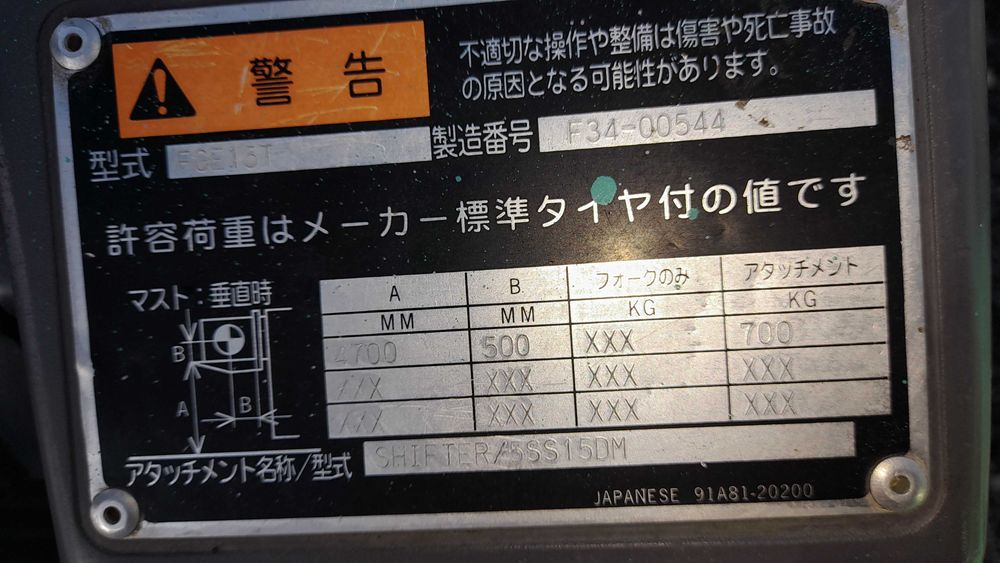 警告
不適切な操作や整備は傷害や死亡事故
の原因となる可能性があります。
型式 FGE15T 製造番号 F34-00544
許容荷重はメーカー標準タイヤ付の値です
マスト:垂直時
A B フォークのみ アタッチメント
MM MM KG KG
4700 500 XXX 700
XXX XXX XXX XXX
XXX XXX XXX XXX
B
A
B
アタッチメント名称/型式 SHIFTER/5SS15DM
JAPANESE 91A81-20200